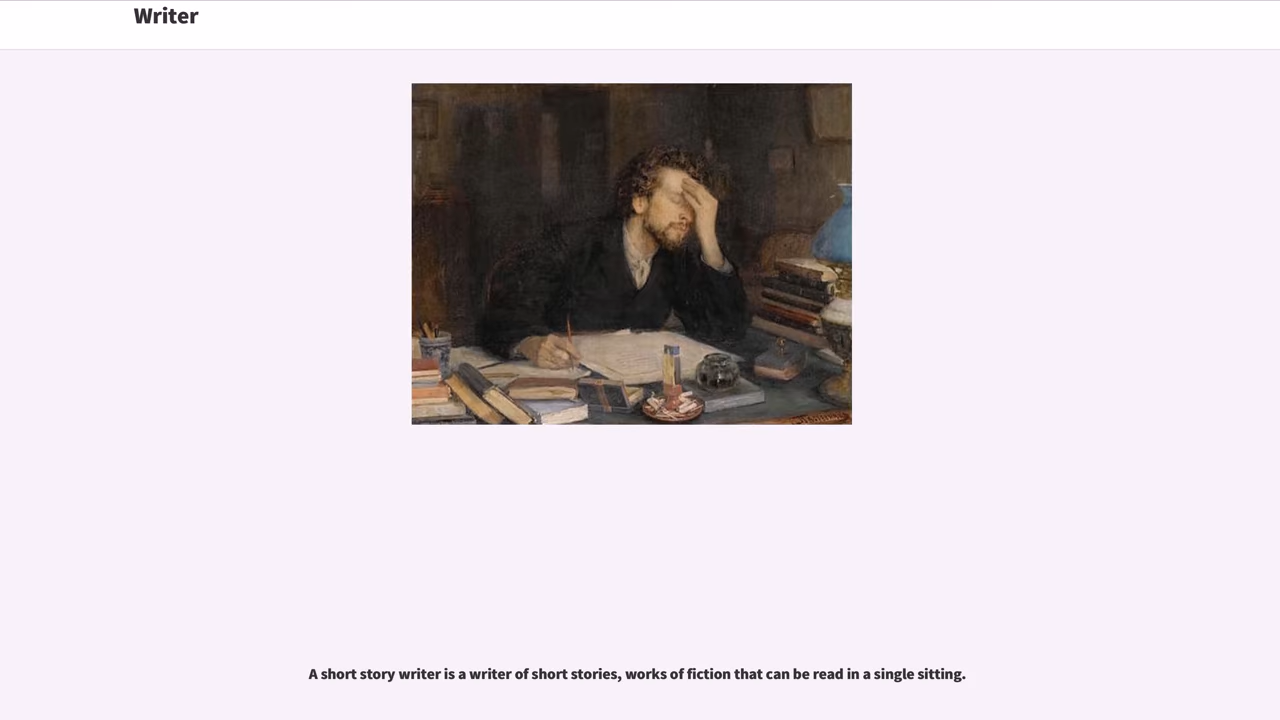 Writer
A short story writer is a writer of short stories, works of fiction that can be read in a single sitting.